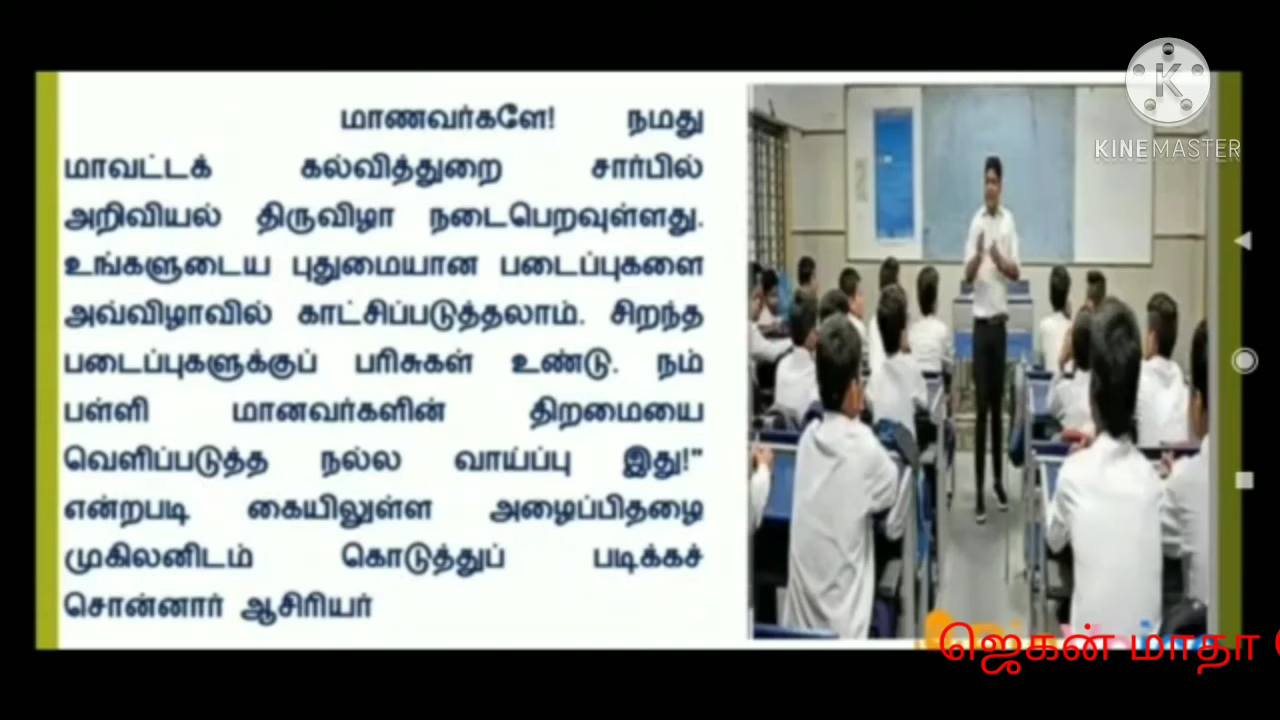 மாணவர்களே! நமது
மாவட்டக் கல்வித்துறை சார்பில்
அறிவியல் திருவிழா நடைபெறவுள்ளது.
உங்களுடைய புதுமையான படைப்புகளை
அவ்விழாவில் காட்சிப்படுத்தலாம். சிறந்த
படைப்புகளுக்குப் பரிசுகள் உண்டு. நம்
பள்ளி மானவர்களின் திறமையை
வெளிப்படுத்த நல்ல வாய்ப்பு இது!"
என்றபடி கையிலுள்ள அழைப்பிதழை
முகிலனிடம் கொடுத்துப் படிக்கச்
சொன்னார் ஆசிரியர்
K
KINEMASTER
ஜெகன் மாதா